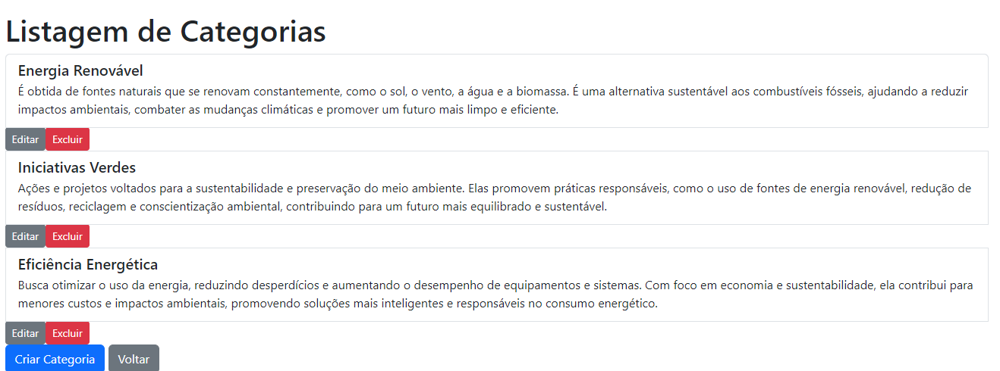 Listagem de Categorias
Energia Renovável
É obtida de fontes naturais que se renovam constantemente, como o sol, o vento, a água e a biomassa. É uma alternativa sustentável aos combustíveis fósseis, ajudando a reduzir
impactos ambientais, combater as mudanças climáticas e promover um futuro mais limpo e eficiente.
Editar Excluir
Iniciativas Verdes
Ações e projetos voltados para a sustentabilidade e preservação do meio ambiente. Elas promovem práticas responsáveis, como o uso de fontes de energia renovável, redução de
resíduos, reciclagem e conscientização ambiental, contribuindo para um futuro mais equilibrado e sustentável.
Editar Excluir
Eficiência Energética
Busca otimizar o uso da energia, reduzindo desperdícios e aumentando o desempenho de equipamentos e sistemas. Com foco em economia e sustentabilidade, ela contribui para
menores custos e impactos ambientais, promovendo soluções mais inteligentes e responsáveis no consumo energético.
Editar Excluir
Criar Categoria Voltar